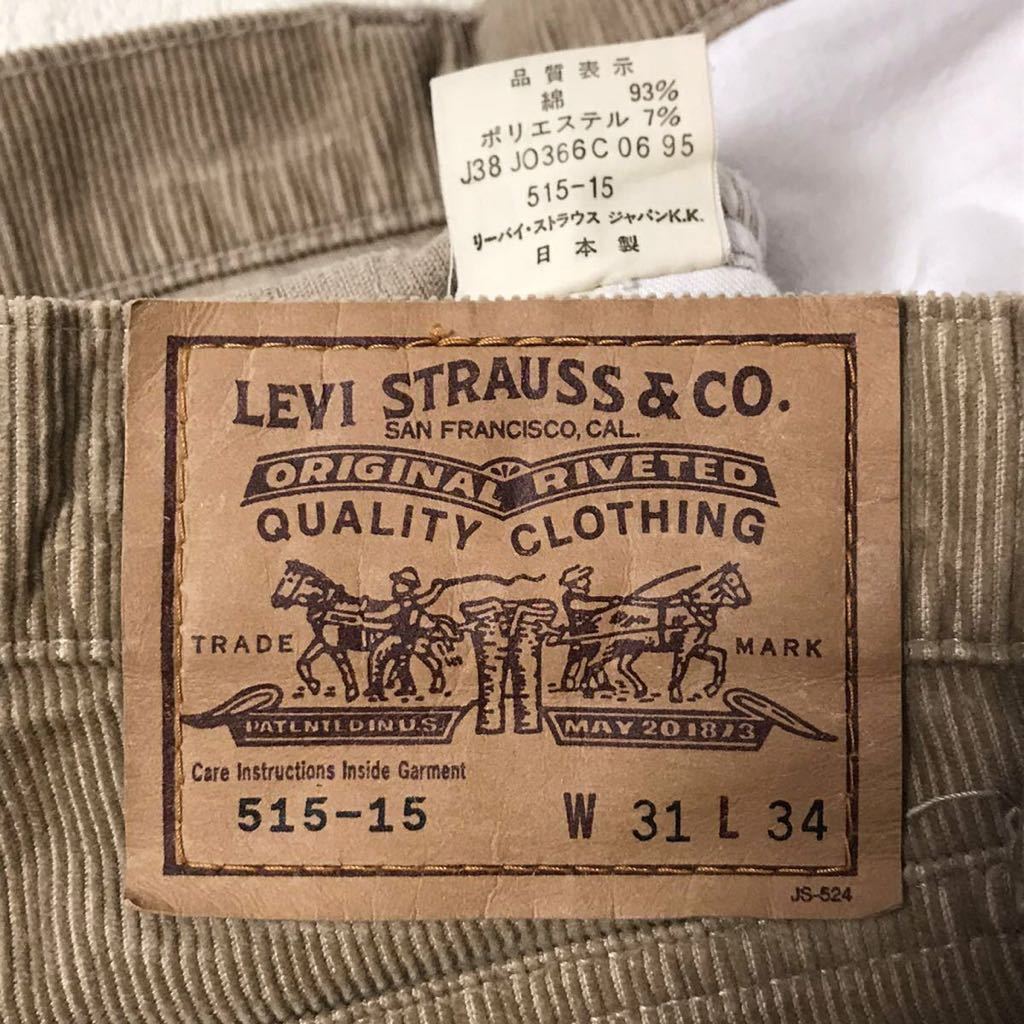 品質表示
綿 93%
ポリエステル 7%
J38 JO366C 06 95
515-15
リーバイ・ストラウス ジャパンK.K.
日本製
LEVI STRAUSS & CO.
SAN FRANCISCO, CAL.
ORIGINAL RIVETED
QUALITY CLOTHING
TRADE MARK
PATENTED IN U.S. MAY 20 1873
Care Instructions Inside Garment
515-15 W 31 L 34
JS-524